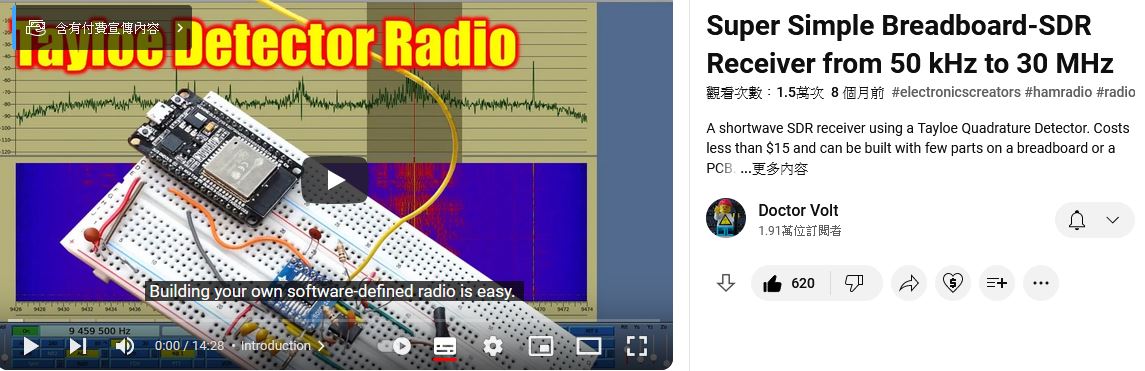 含有付費宣傳內容
Tayloe Detector Radio
Building your own software-defined radio is easy.
9 459 500 Hz
0:00 / 14:28 • Introduction
Super Simple Breadboard-SDR
Receiver from 50 kHz to 30 MHz
觀看次數：1.5萬次 8 個月前 #electronicscreators #hamradio #radio
A shortwave SDR receiver using a Tayloe Quadrature Detector. Costs
less than $15 and can be built with few parts on a breadboard or a
PCB. ...更多內容
Doctor Volt
1.91萬位訂閱者
620